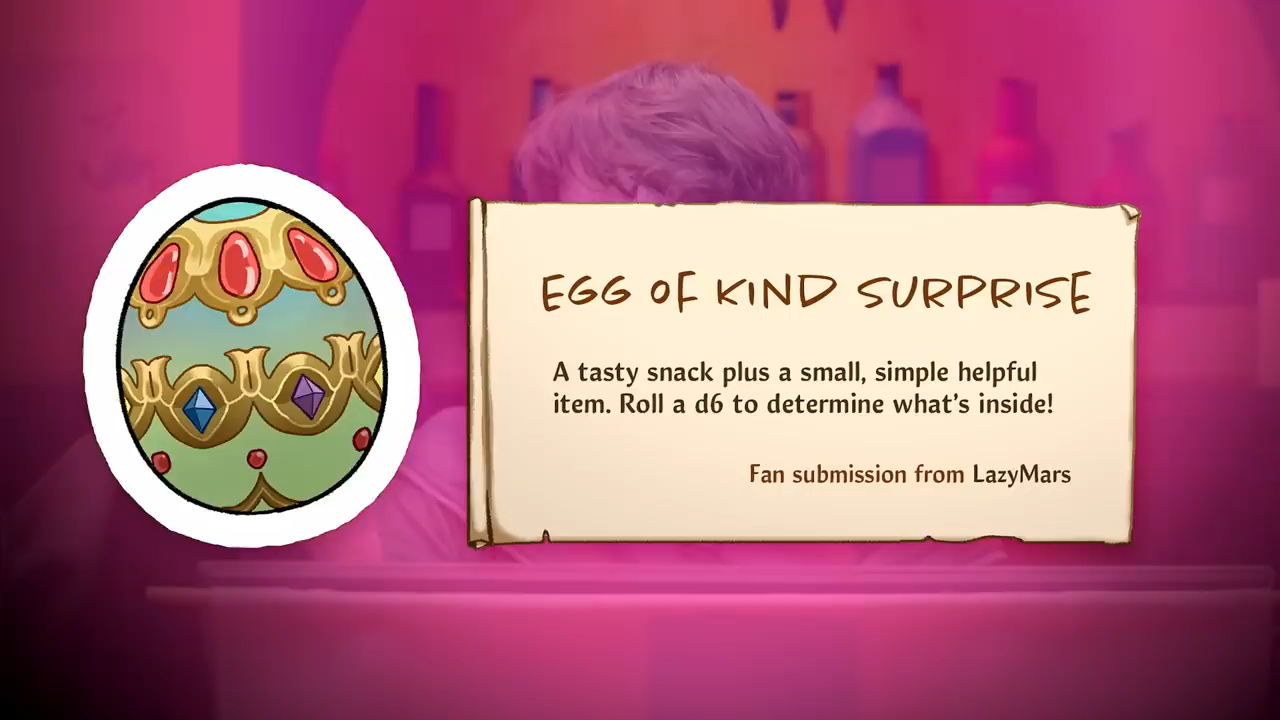 EGG OF KIND SURPRISE
A tasty snack plus a small, simple helpful
item. Roll a d6 to determine what's inside!
Fan submission from LazyMars